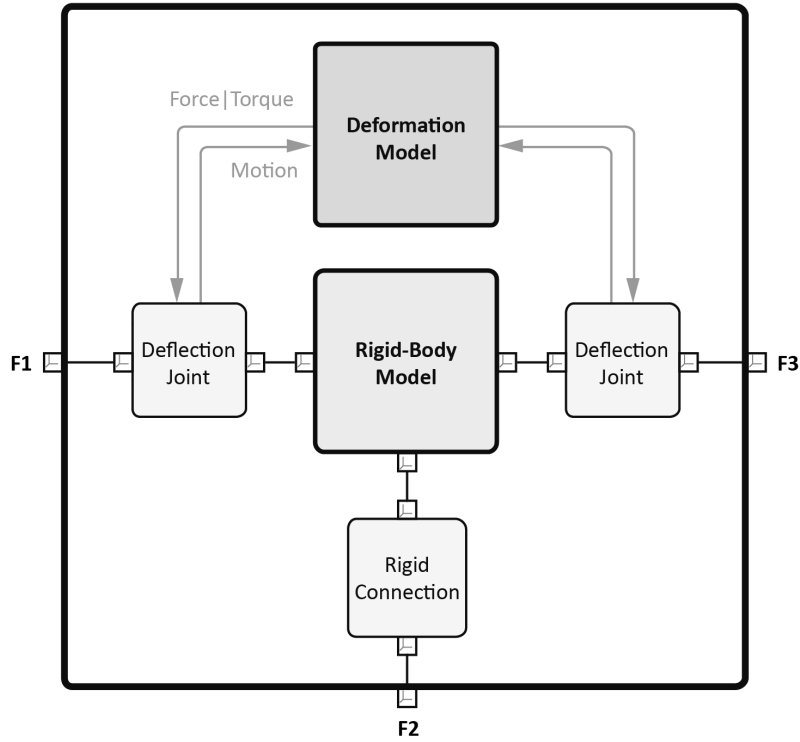 Force|Torque
Motion
Deformation
Model
F1
Deflection
Joint
Rigid-Body
Model
Deflection
Joint
F3
Rigid
Connection
F2